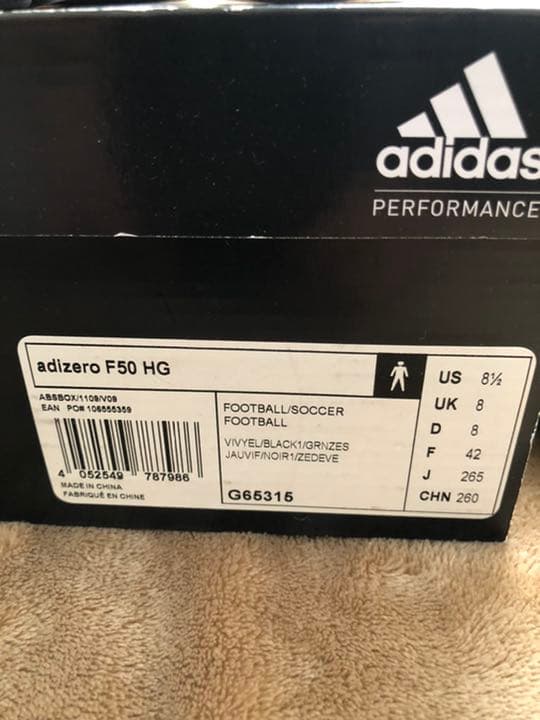 adidas
PERFORMANCE
adizero F50 HG
ABSBOX/1109/V09
EAN PO# 106555359
4 052549 787986
MADE IN CHINA
FABRIQUÉ EN CHINE
FOOTBALL/SOCCER
FOOTBALL
VIVYEL/BLACK1/GRNZES
JAUVIF/NOIR1/ZEDEVE
G65315
US 8½
UK 8
D 8
F 42
J 265
CHN 260